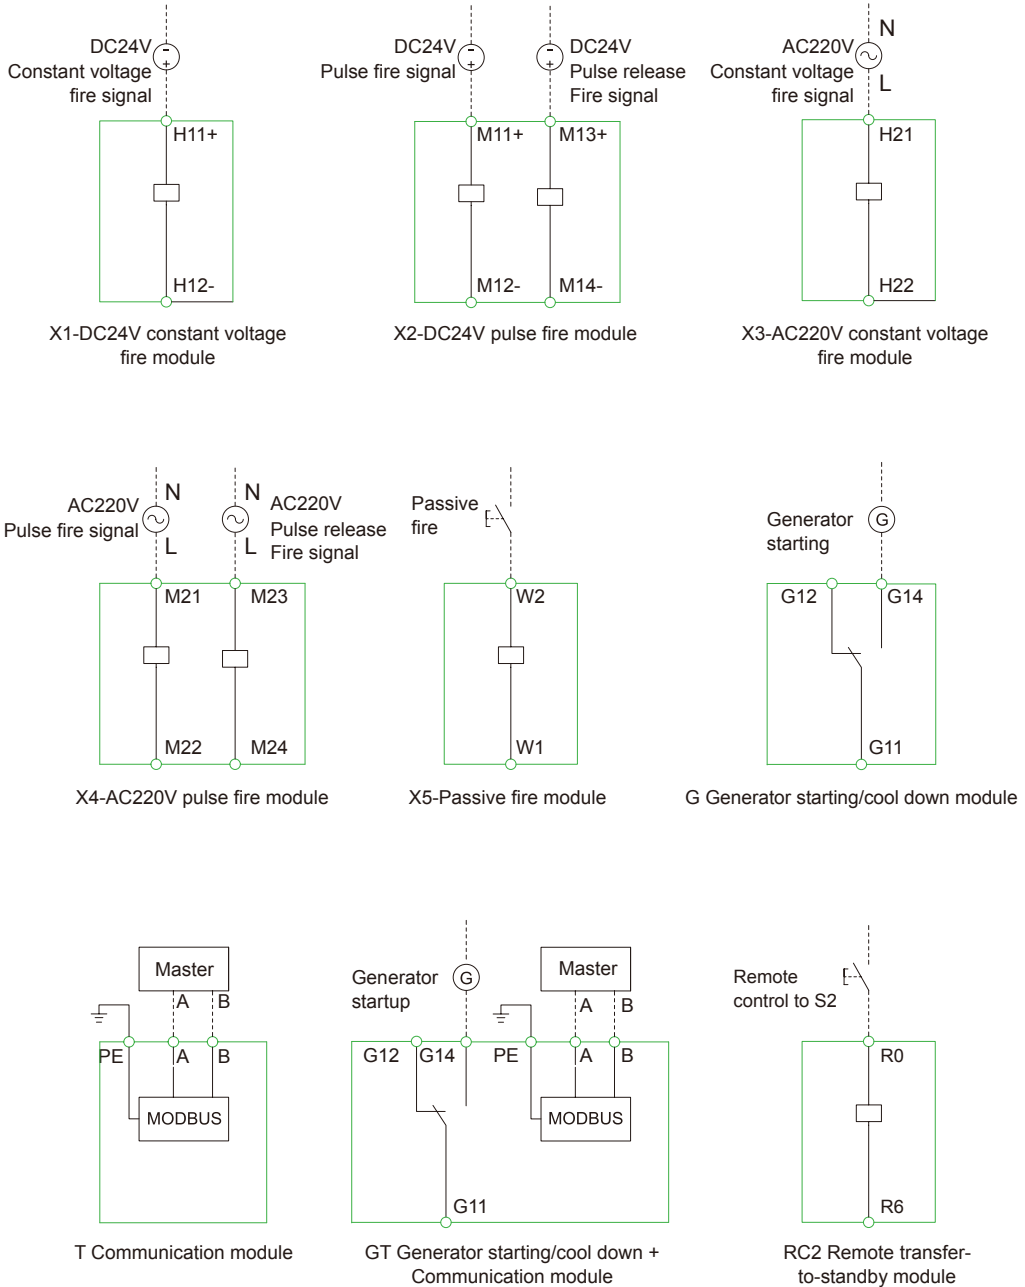 DC24V
Constant voltage
fire signal
-
+
H11+
H12-
X1-DC24V constant voltage
fire module
DC24V
Pulse fire signal
-
+
-
+
DC24V
Pulse release
Fire signal
M11+ M13+
M12- M14-
X2-DC24V pulse fire module
AC220V
Constant voltage
fire signal
N
L
H21
H22
X3-AC220V constant voltage
fire module
AC220V
Pulse fire signal
N
L
N
L
AC220V
Pulse release
Fire signal
M21 M23
M22 M24
X4-AC220V pulse fire module
Passive
fire
W2
W1
X5-Passive fire module
Generator
starting
G
G12 G14
G11
G Generator starting/cool down module
Master
A B
PE A B
MODBUS
T Communication module
Generator
startup
G
Master
A B
G12 G14 PE A B
MODBUS
G11
GT Generator starting/cool down +
Communication module
Remote
control to S2
R0
R6
RC2 Remote transfer-
to-standby module